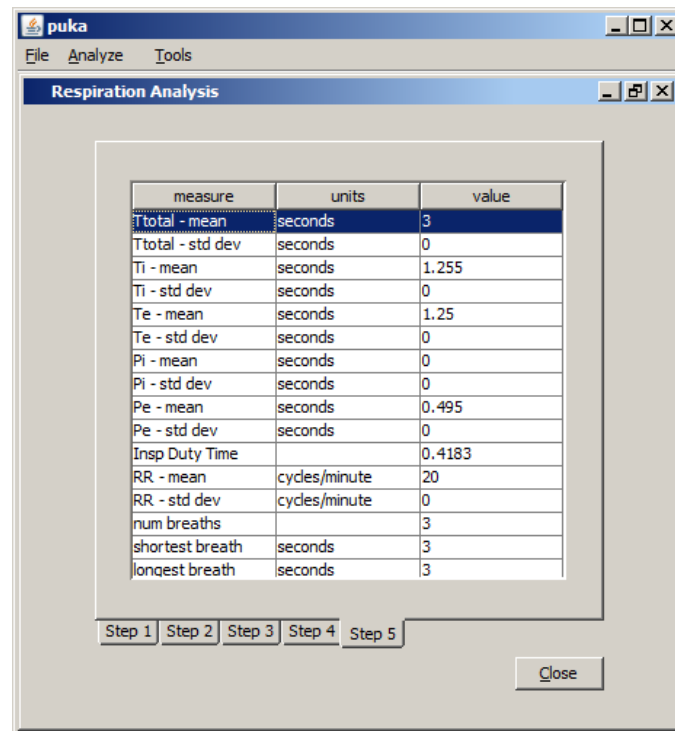 puka
File Analyze Tools
Respiration Analysis
measure units value
Ttotal - mean seconds 3
Ttotal - std dev seconds 0
Ti - mean seconds 1.255
Ti - std dev seconds 0
Te - mean seconds 1.25
Te - std dev seconds 0
Pi - mean seconds 0
Pi - std dev seconds 0
Pe - mean seconds 0.495
Pe - std dev seconds 0
Insp Duty Time 0.4183
RR - mean cycles/minute 20
RR - std dev cycles/minute 0
num breaths 3
shortest breath seconds 3
longest breath seconds 3
Step 1 Step 2 Step 3 Step 4 Step 5
Close